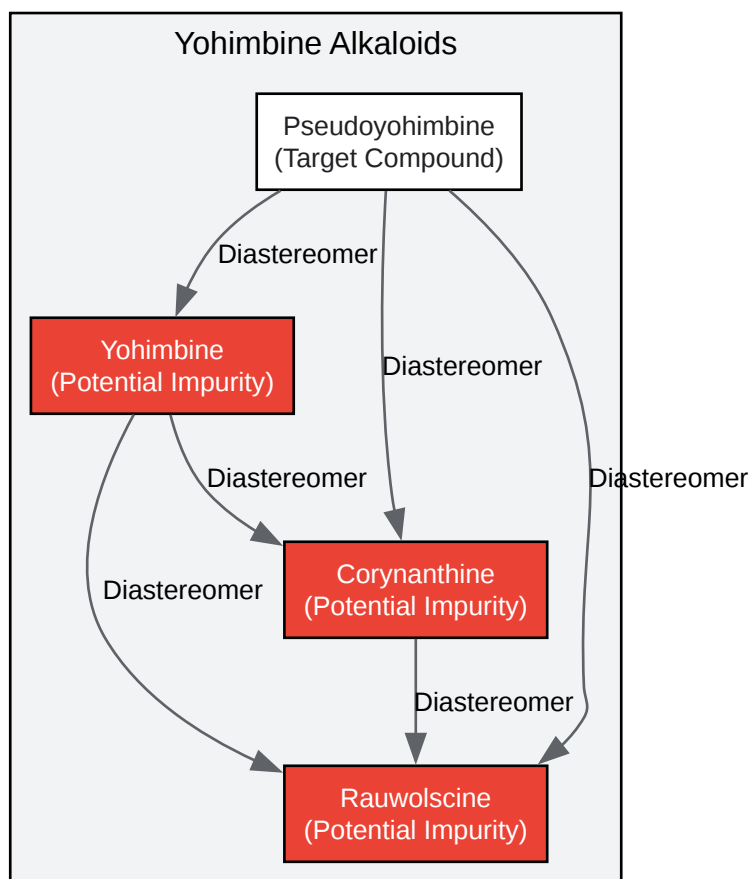 Yohimbine Alkaloids
Pseudoyohimbine
(Target Compound)
Diastereomer
Yohimbine
(Potential Impurity)
Diastereomer
Diastereomer
Diastereomer
Diastereomer
Corynanthine
(Potential Impurity)
Diastereomer
Rauwolscine
(Potential Impurity)